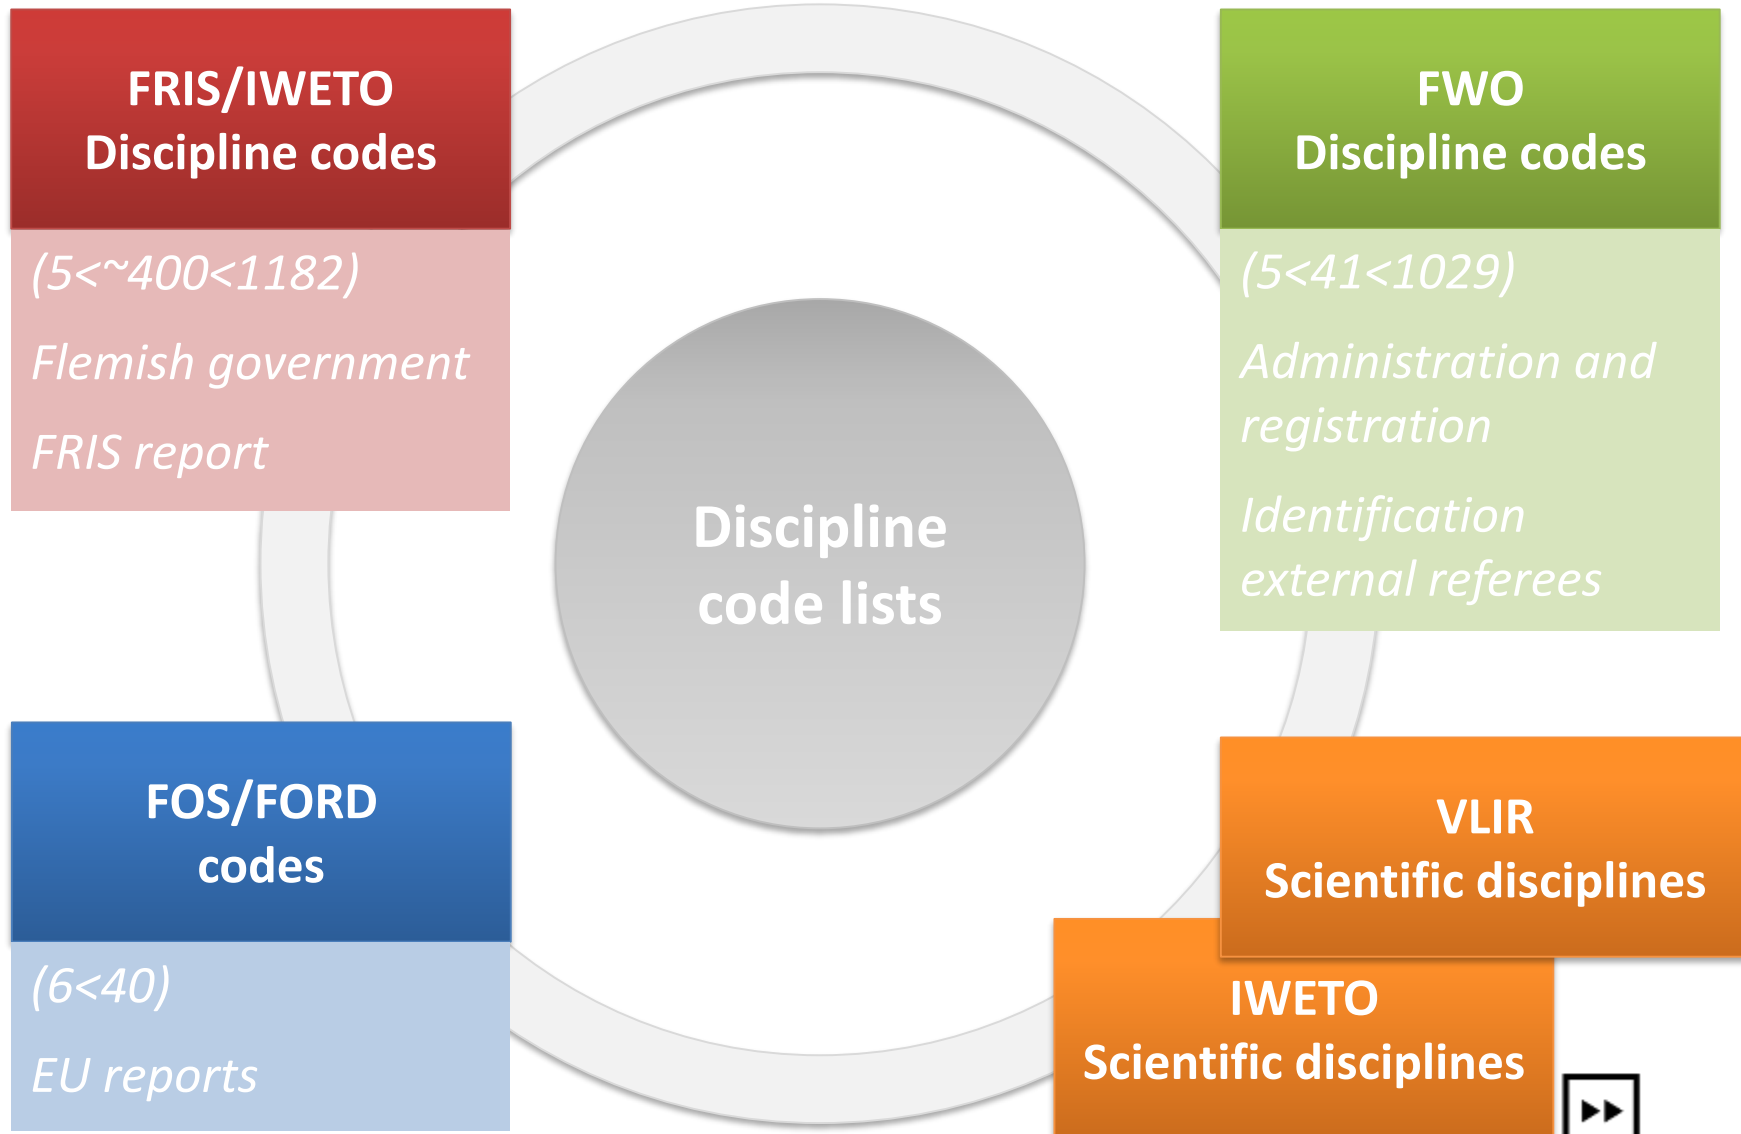 FRIS/IWETO
Discipline codes
(5<~400<1182)
Flemish government
FRIS report
FWO
Discipline codes
(5<41<1029)
Administration and
registration
Identification
external referees
Discipline
code lists
FOS/FORD
codes
(6<40)
EU reports
VLIR
Scientific disciplines
IWETO
Scientific disciplines